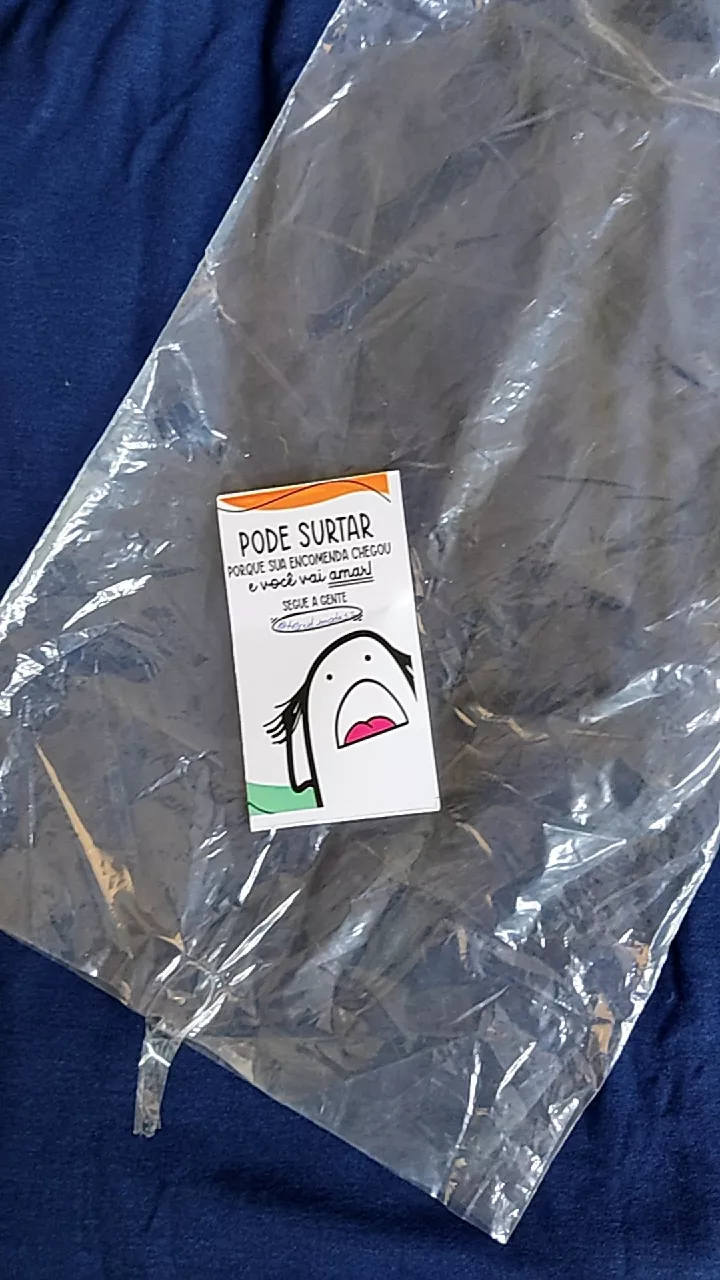 PODE SURTAR
PORQUE SUA ENCOMENDA CHEGOU
e você vai amar!
SEGUE A GENTE